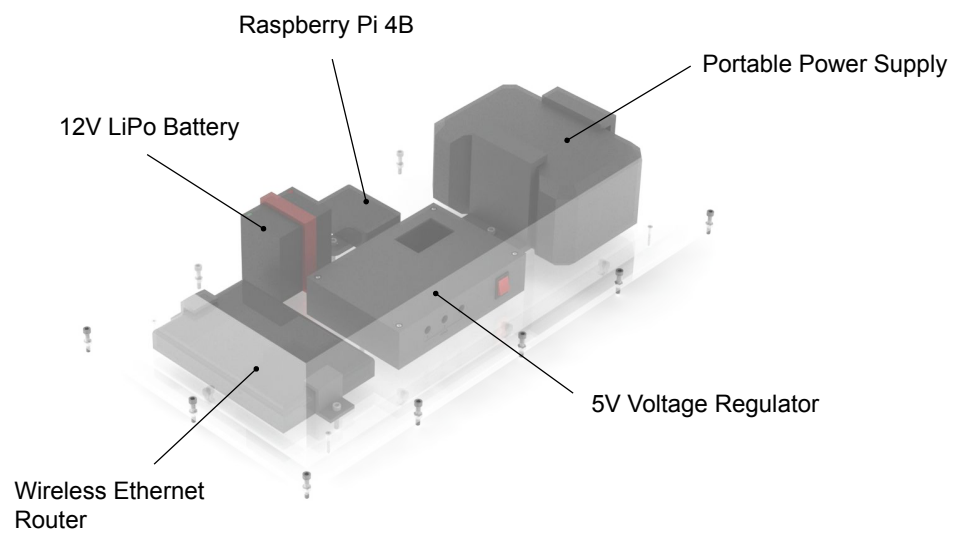 Raspberry Pi 4B
Portable Power Supply
12V LiPo Battery
5V Voltage Regulator
Wireless Ethernet
Router